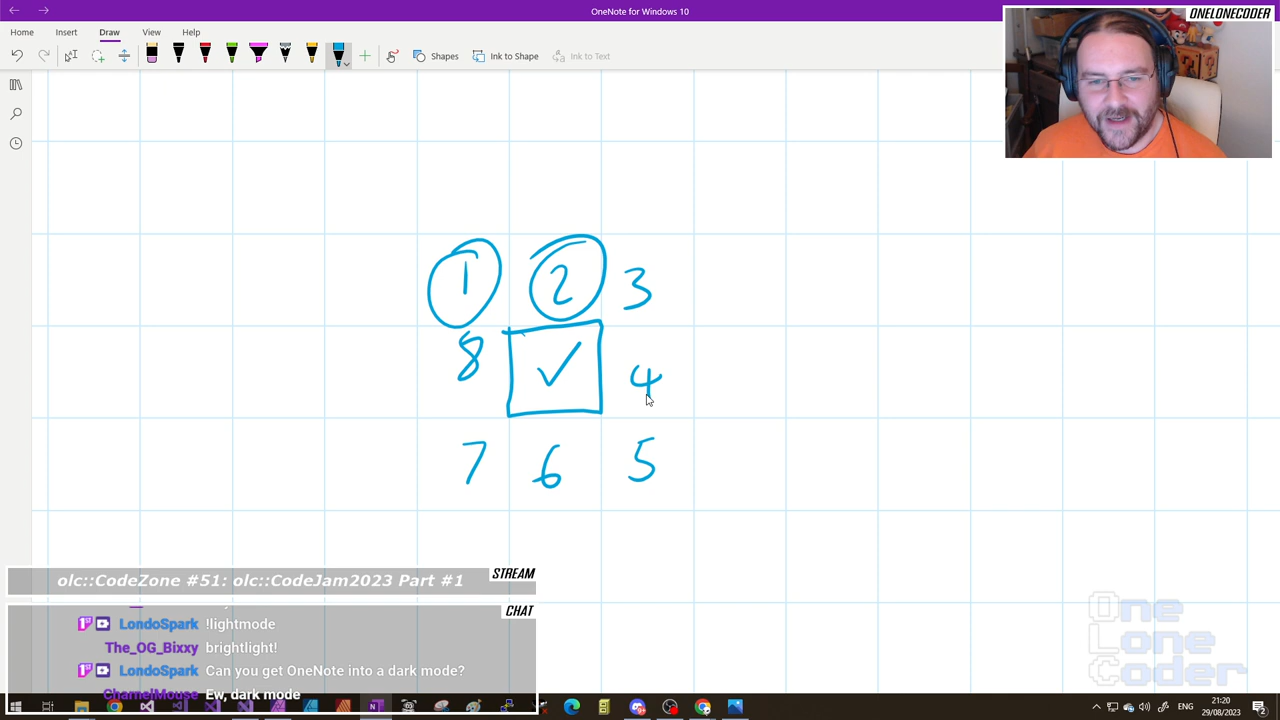 OneNote for Windows 10
Home Insert Draw View Help
Shapes Ink to Shape Ink to Text
ONELONECODER
1 2 3
8 4
7 6 5
olc::CodeZone #51: olc::CodeJam2023 Part #1
STREAM
CHAT
LondoSpark !lightmode
The_OG_Bixxy brightlight!
LondoSpark Can you get OneNote into a dark mode?
CharnelMouse Ew, dark mode
One
Lone
Coder
ENG
21:20
29/08/2023
2